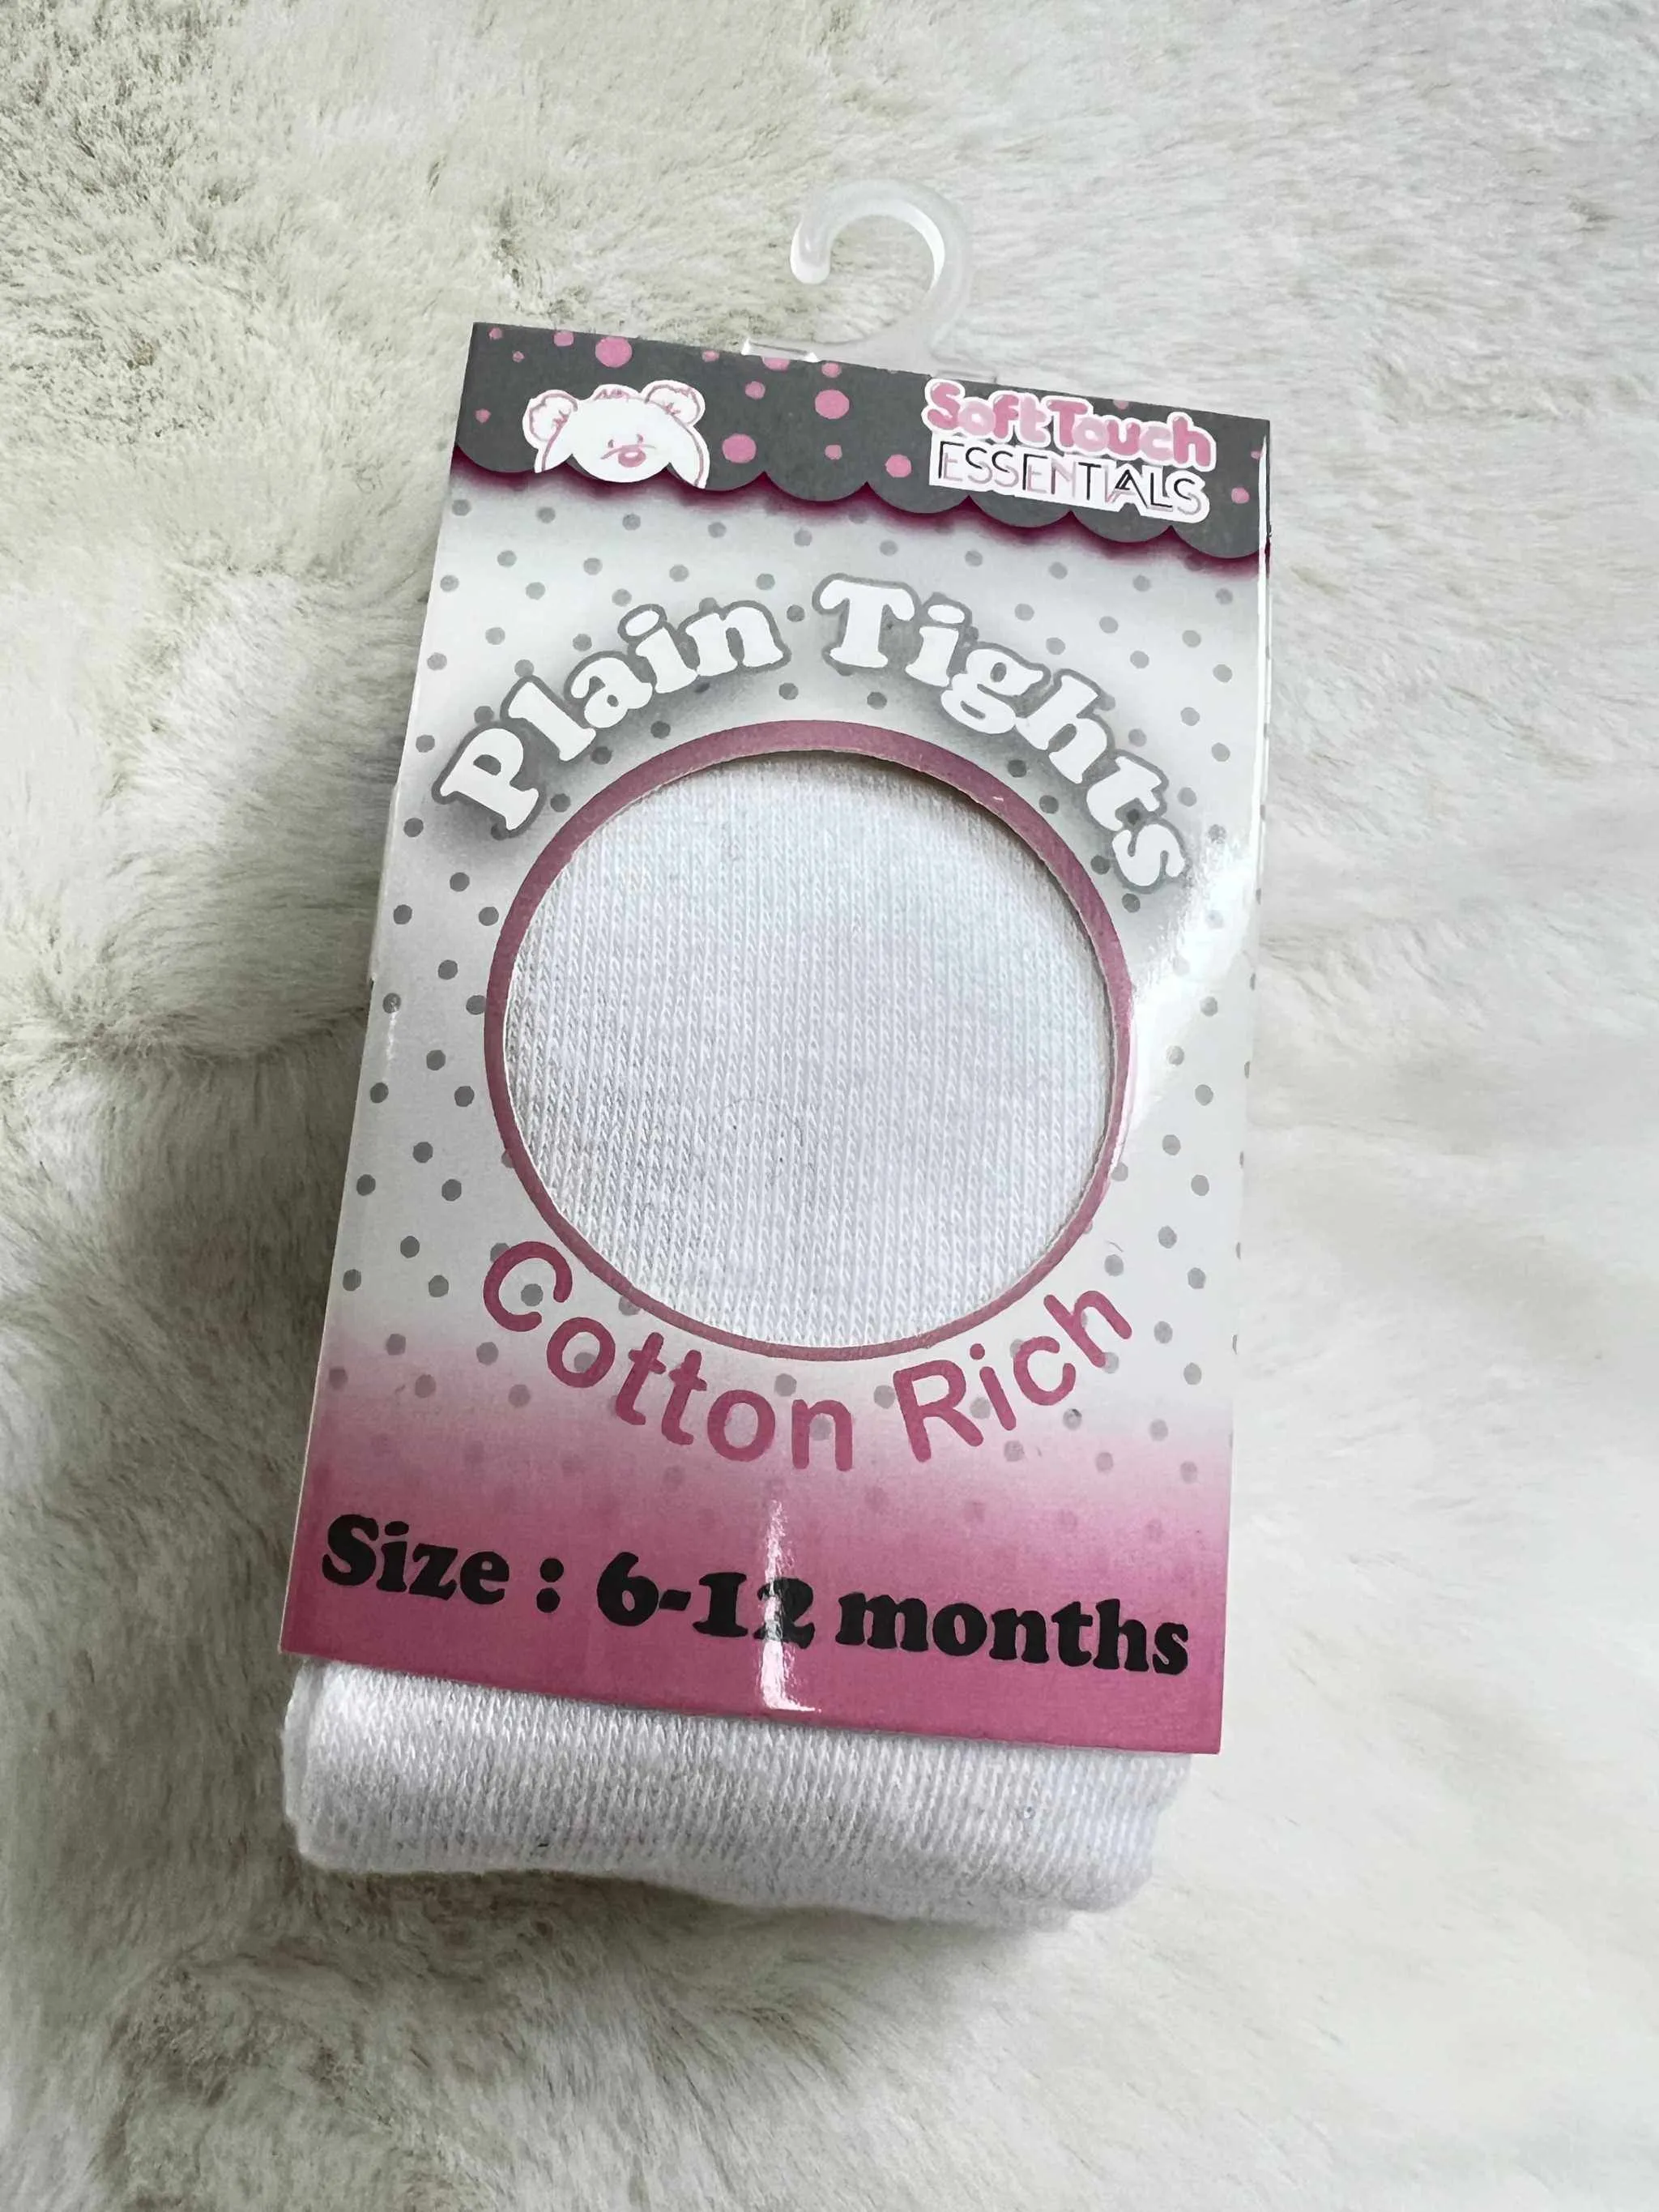 Soft Touch
ESSENTIALS
Plain Tights
Cotton Rich
Size : 6-12 months